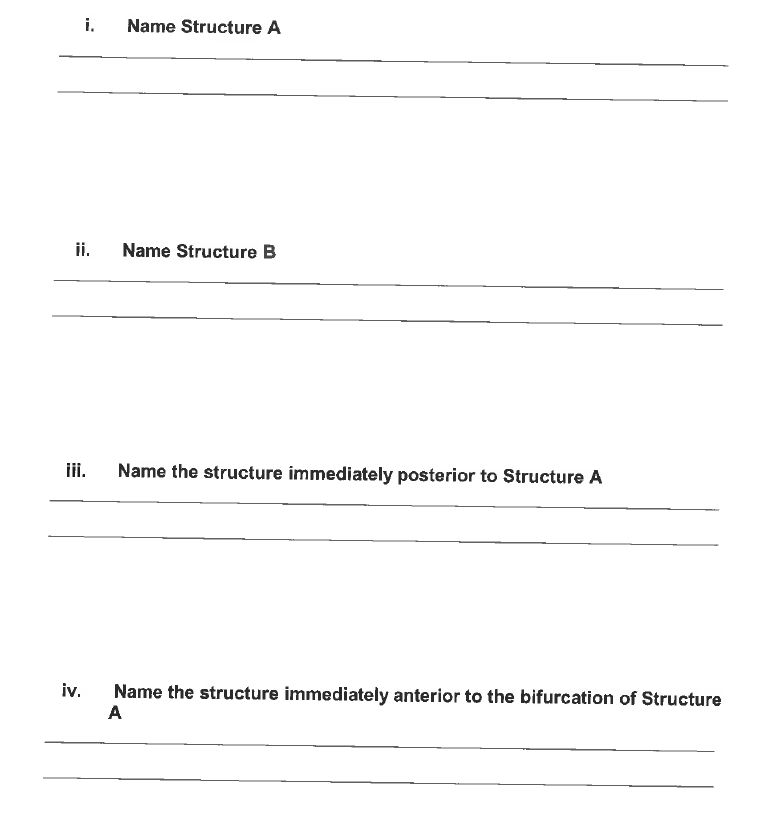 i. Name Structure A
ii. Name Structure B
iii. Name the structure immediately posterior to Structure A
iv. Name the structure immediately anterior to the bifurcation of Structure
A